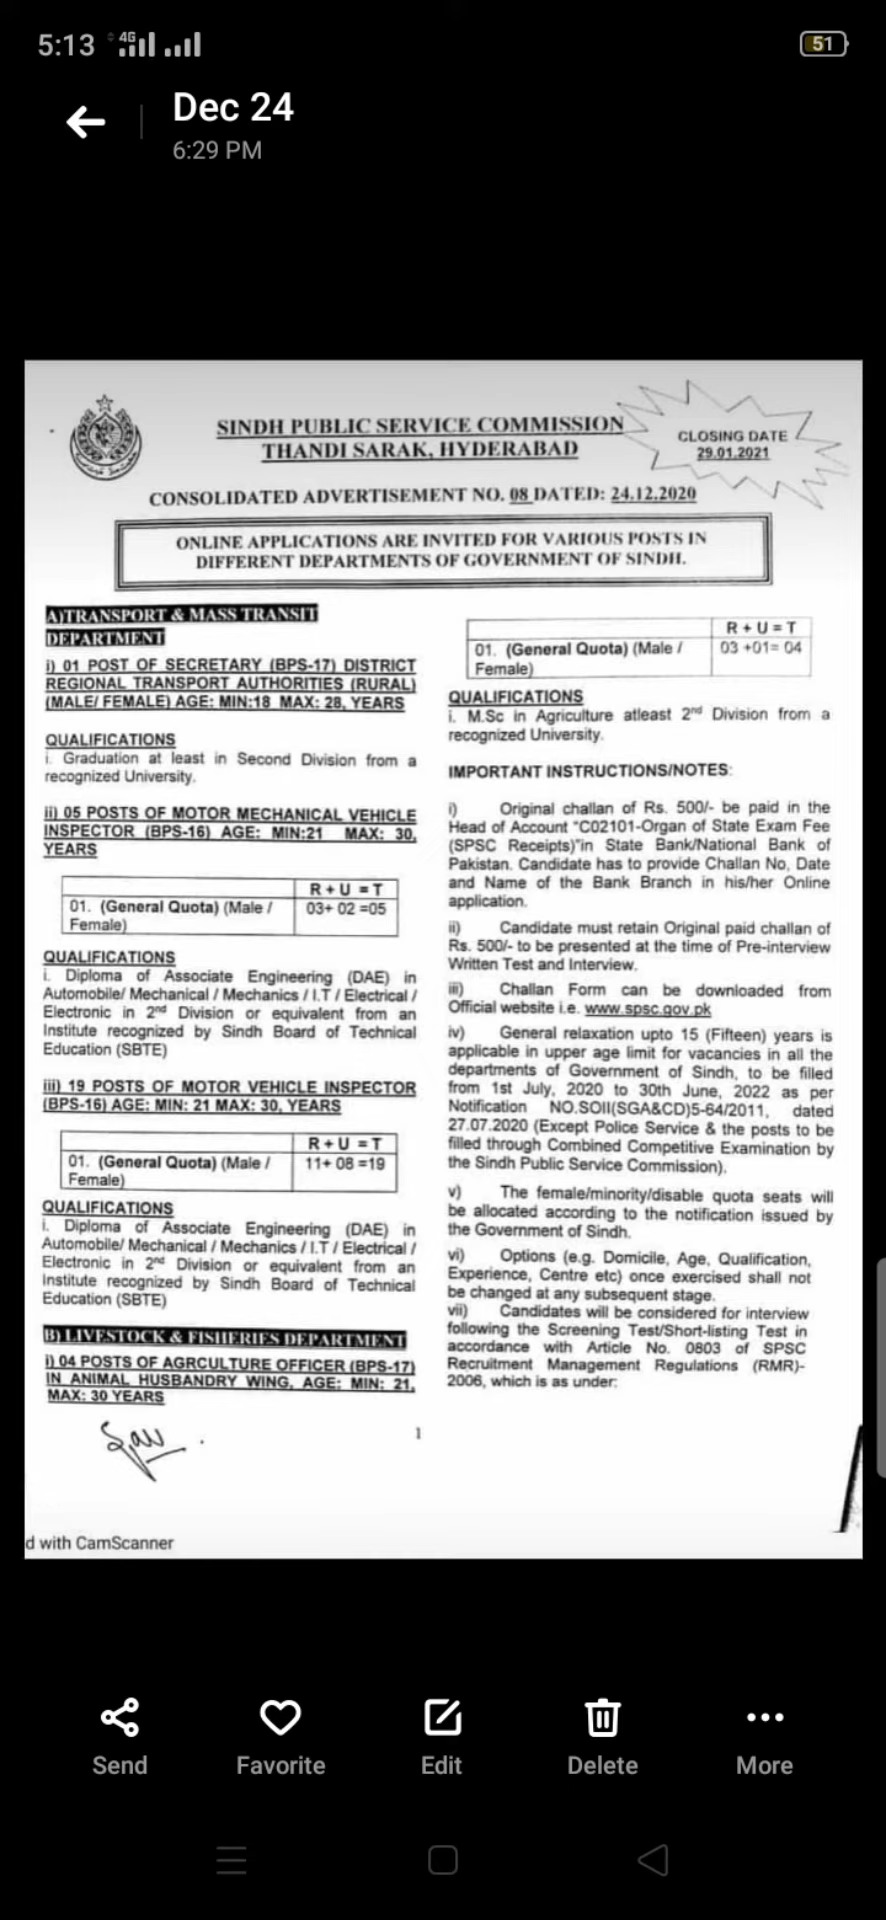 5:13 4G
51
Dec 24
6:29 PM
SINDH PUBLIC SERVICE COMMISSION
THANDI SARAK, HYDERABAD
CLOSING DATE
29.01.2021
CONSOLIDATED ADVERTISEMENT NO. 08 DATED: 24.12.2020
ONLINE APPLICATIONS ARE INVITED FOR VARIOUS POSTS IN
DIFFERENT DEPARTMENTS OF GOVERNMENT OF SINDH.
A)TRANSPORT & MASS TRANSIT
DEPARTMENT
i) 01 POST OF SECRETARY (BPS-17) DISTRICT
REGIONAL TRANSPORT AUTHORITIES (RURAL)
(MALE/ FEMALE) AGE: MIN:18 MAX: 28, YEARS
QUALIFICATIONS
i. Graduation at least in Second Division from a
recognized University.
ii) 05 POSTS OF MOTOR MECHANICAL VEHICLE
INSPECTOR (BPS-16) AGE: MIN:21 MAX: 30,
YEARS
R + U = T
01. (General Quota) (Male / 03+ 02 =05
Female)
QUALIFICATIONS
i. Diploma of Associate Engineering (DAE) in
Automobile/ Mechanical / Mechanics / I.T / Electrical /
Electronic in 2nd Division or equivalent from an
Institute recognized by Sindh Board of Technical
Education (SBTE)
iii) 19 POSTS OF MOTOR VEHICLE INSPECTOR
(BPS-16) AGE: MIN: 21 MAX: 30, YEARS
R + U = T
01. (General Quota) (Male / 11+ 08 =19
Female)
QUALIFICATIONS
i. Diploma of Associate Engineering (DAE) in
Automobile/ Mechanical / Mechanics / I.T / Electrical /
Electronic in 2nd Division or equivalent from an
Institute recognized by Sindh Board of Technical
Education (SBTE)
B) LIVESTOCK & FISHERIES DEPARTMENT
i) 04 POSTS OF AGRCULTURE OFFICER (BPS-17)
IN ANIMAL HUSBANDRY WING, AGE: MIN: 21,
MAX: 30 YEARS
R + U = T
01. (General Quota) (Male / 03 +01= 04
Female)
QUALIFICATIONS
i. M.Sc in Agriculture atleast 2nd Division from a
recognized University.
IMPORTANT INSTRUCTIONS/NOTES:
i) Original challan of Rs. 500/- be paid in the
Head of Account "C02101-Organ of State Exam Fee
(SPSC Receipts)"in State Bank/National Bank of
Pakistan. Candidate has to provide Challan No, Date
and Name of the Bank Branch in his/her Online
application.
ii) Candidate must retain Original paid challan of
Rs. 500/- to be presented at the time of Pre-interview
Written Test and Interview.
iii) Challan Form can be downloaded from
Official website i.e. www.spsc.gov.pk
iv) General relaxation upto 15 (Fifteen) years is
applicable in upper age limit for vacancies in all the
departments of Government of Sindh, to be filled
from 1st July, 2020 to 30th June, 2022 as per
Notification NO.SOII(SGA&CD)5-64/2011, dated
27.07.2020 (Except Police Service & the posts to be
filled through Combined Competitive Examination by
the Sindh Public Service Commission).
v) The female/minority/disable quota seats will
be allocated according to the notification issued by
the Government of Sindh.
vi) Options (e.g. Domicile, Age, Qualification,
Experience, Centre etc) once exercised shall not
be changed at any subsequent stage.
vii) Candidates will be considered for interview
following the Screening Test/Short-listing Test in
accordance with Article No. 0803 of SPSC
Recruitment Management Regulations (RMR)-
2006, which is as under:
1
d with CamScanner
Send Favorite Edit Delete More